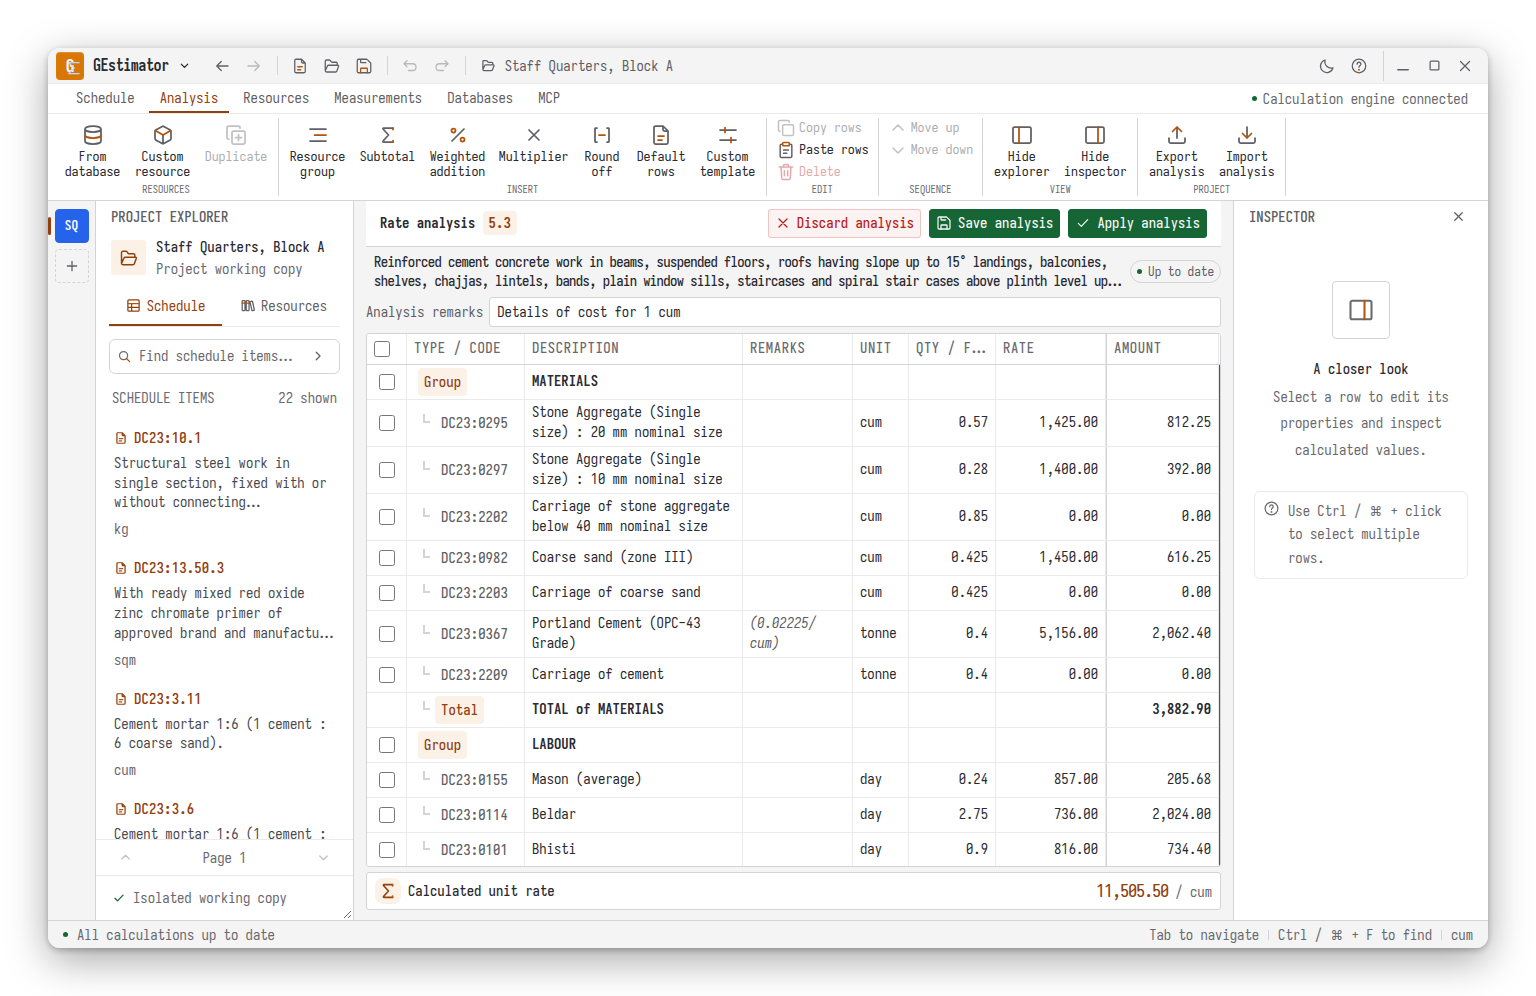 GEstimator
Staff Quarters, Block A
Schedule
Analysis
Resources
Measurements
Databases
MCP
Calculation engine connected
From
database
Custom
resource
Duplicate
RESOURCES
Resource
group
Subtotal
Weighted
addition
Multiplier
Round
off
Default
rows
Custom
template
INSERT
Copy rows
Paste rows
Delete
EDIT
Move up
Move down
SEQUENCE
Hide
explorer
Hide
inspector
VIEW
Export
analysis
Import
analysis
PROJECT
SQ
PROJECT EXPLORER
Staff Quarters, Block A
Project working copy
Schedule
Resources
Find schedule items...
SCHEDULE ITEMS 22 shown
DC23:10.1
Structural steel work in
single section, fixed with or
without connecting...
kg
DC23:13.50.3
With ready mixed red oxide
zinc chromate primer of
approved brand and manufactu...
sqm
DC23:3.11
Cement mortar 1:6 (1 cement :
6 coarse sand).
cum
DC23:3.6
Cement mortar 1:6 (1 cement :
Page 1
Isolated working copy
Rate analysis 5.3
Discard analysis
Save analysis
Apply analysis
Reinforced cement concrete work in beams, suspended floors, roofs having slope up to 15° landings, balconies,
shelves, chajjas, lintels, bands, plain window sills, staircases and spiral stair cases above plinth level up...
Up to date
Analysis remarks Details of cost for 1 cum
TYPE / CODE DESCRIPTION REMARKS UNIT QTY / F... RATE AMOUNT
Group MATERIALS
DC23:0295 Stone Aggregate (Single
size) : 20 mm nominal size cum 0.57 1,425.00 812.25
DC23:0297 Stone Aggregate (Single
size) : 10 mm nominal size cum 0.28 1,400.00 392.00
DC23:2202 Carriage of stone aggregate
below 40 mm nominal size cum 0.85 0.00 0.00
DC23:0982 Coarse sand (zone III) cum 0.425 1,450.00 616.25
DC23:2203 Carriage of coarse sand cum 0.425 0.00 0.00
DC23:0367 Portland Cement (OPC-43
Grade) (0.02225/
cum) tonne 0.4 5,156.00 2,062.40
DC23:2209 Carriage of cement tonne 0.4 0.00 0.00
Total TOTAL of MATERIALS 3,882.90
Group LABOUR
DC23:0155 Mason (average) day 0.24 857.00 205.68
DC23:0114 Beldar day 2.75 736.00 2,024.00
DC23:0101 Bhisti day 0.9 816.00 734.40
Calculated unit rate 11,505.50 / cum
INSPECTOR
A closer look
Select a row to edit its
properties and inspect
calculated values.
Use Ctrl / ⌘ + click
to select multiple
rows.
All calculations up to date
Tab to navigate
Ctrl / ⌘ + F to find
cum